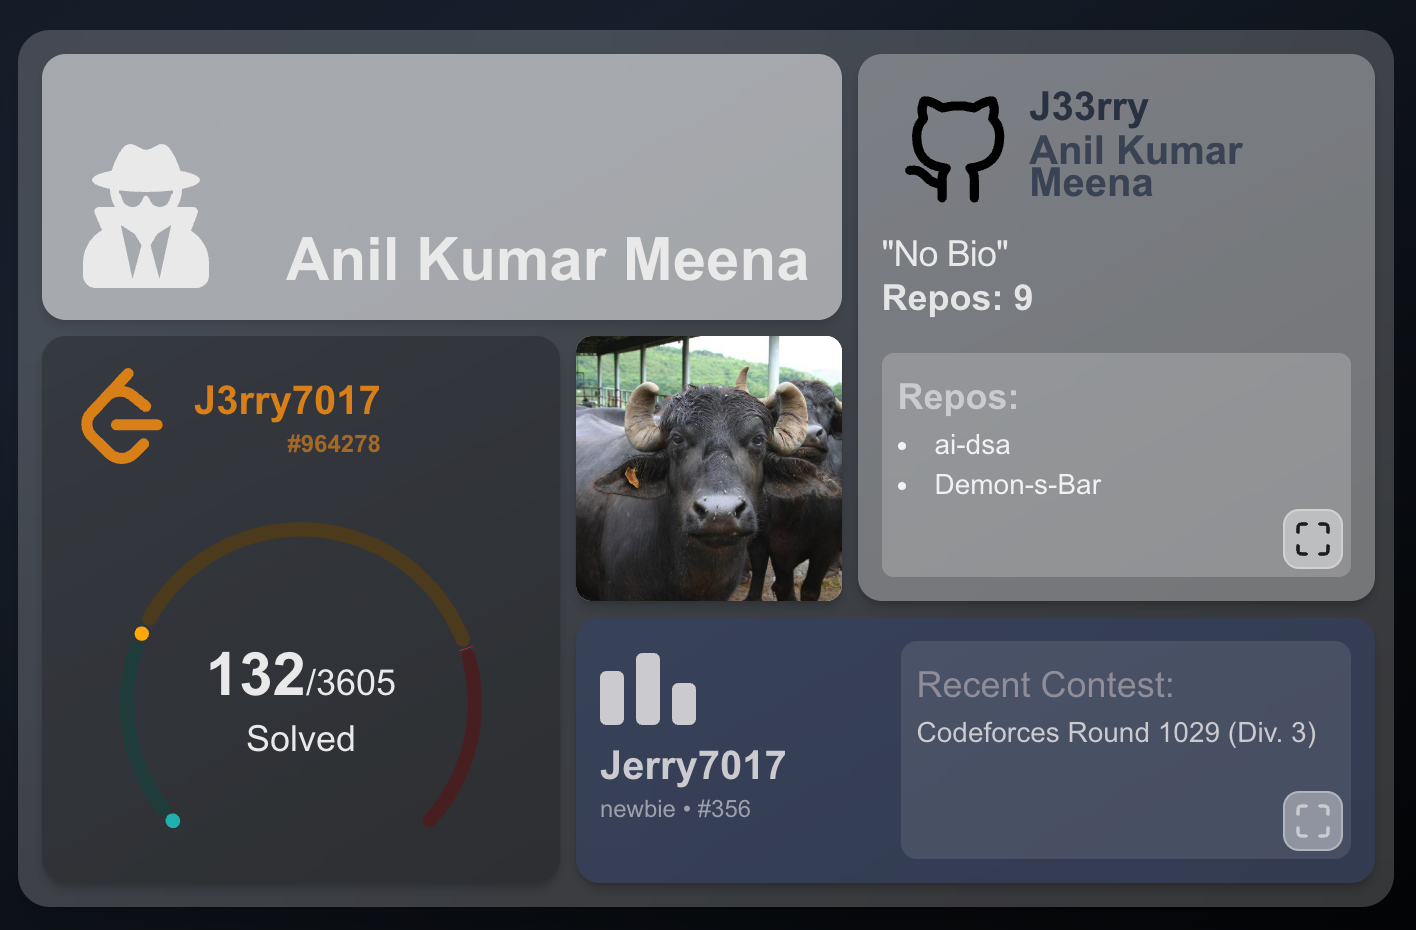 Anil Kumar Meena
J33rry
Anil Kumar
Meena
"No Bio"
Repos: 9
Repos:
• ai-dsa
• Demon-s-Bar
J3rry7017
#964278
132/3605
Solved
Jerry7017
newbie • #356
Recent Contest:
Codeforces Round 1029 (Div. 3)